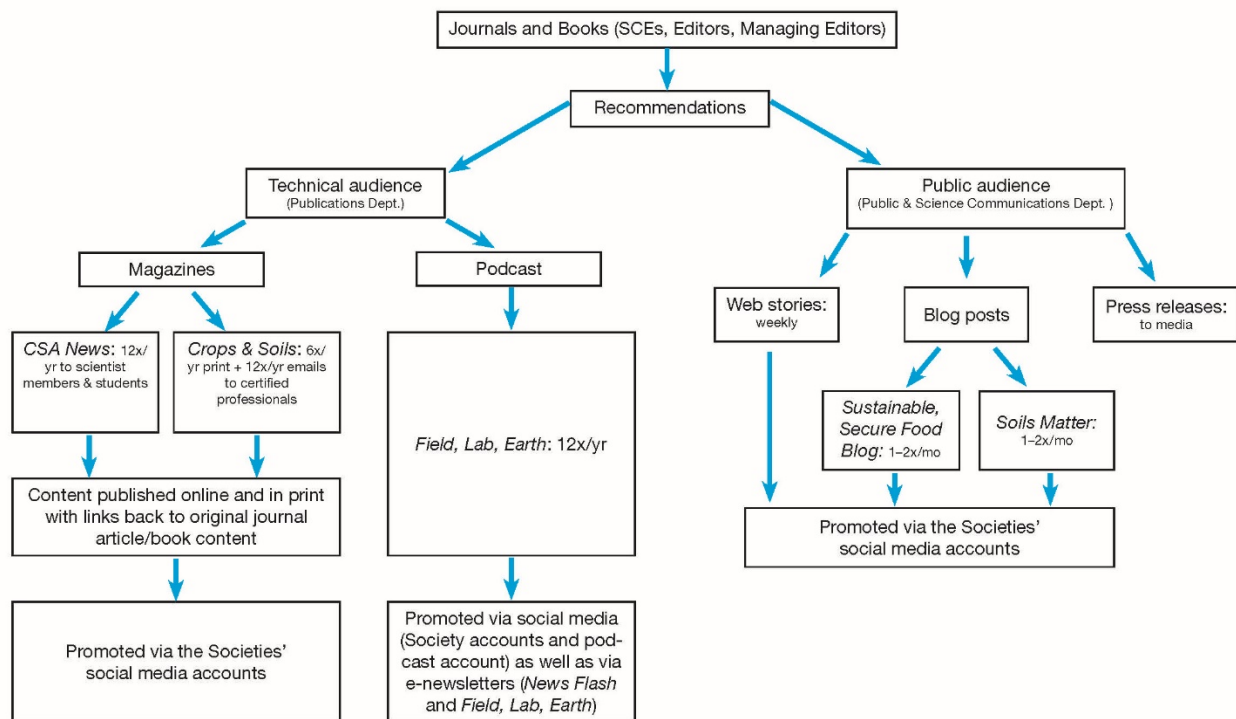 Journals and Books (SCEs, Editors, Managing Editors)
Recommendations
Technical audience
(Publications Dept.)
Public audience
(Public & Science Communications Dept. )
Magazines
Podcast
Web stories:
weekly
Blog posts
Press releases:
to media
CSA News: 12x/
yr to scientist
members & students
Crops & Soils: 6x/
yr print + 12x/yr emails
to certified
professionals
Field, Lab, Earth: 12x/yr
Sustainable,
Secure Food
Blog: 1–2x/mo
Soils Matter:
1–2x/mo
Content published online and in print
with links back to original journal
article/book content
Promoted via the Societies’
social media accounts
Promoted via the Societies’
social media accounts
Promoted via social media
(Society accounts and pod-
cast account) as well as via
e-newsletters (News Flash
and Field, Lab, Earth)